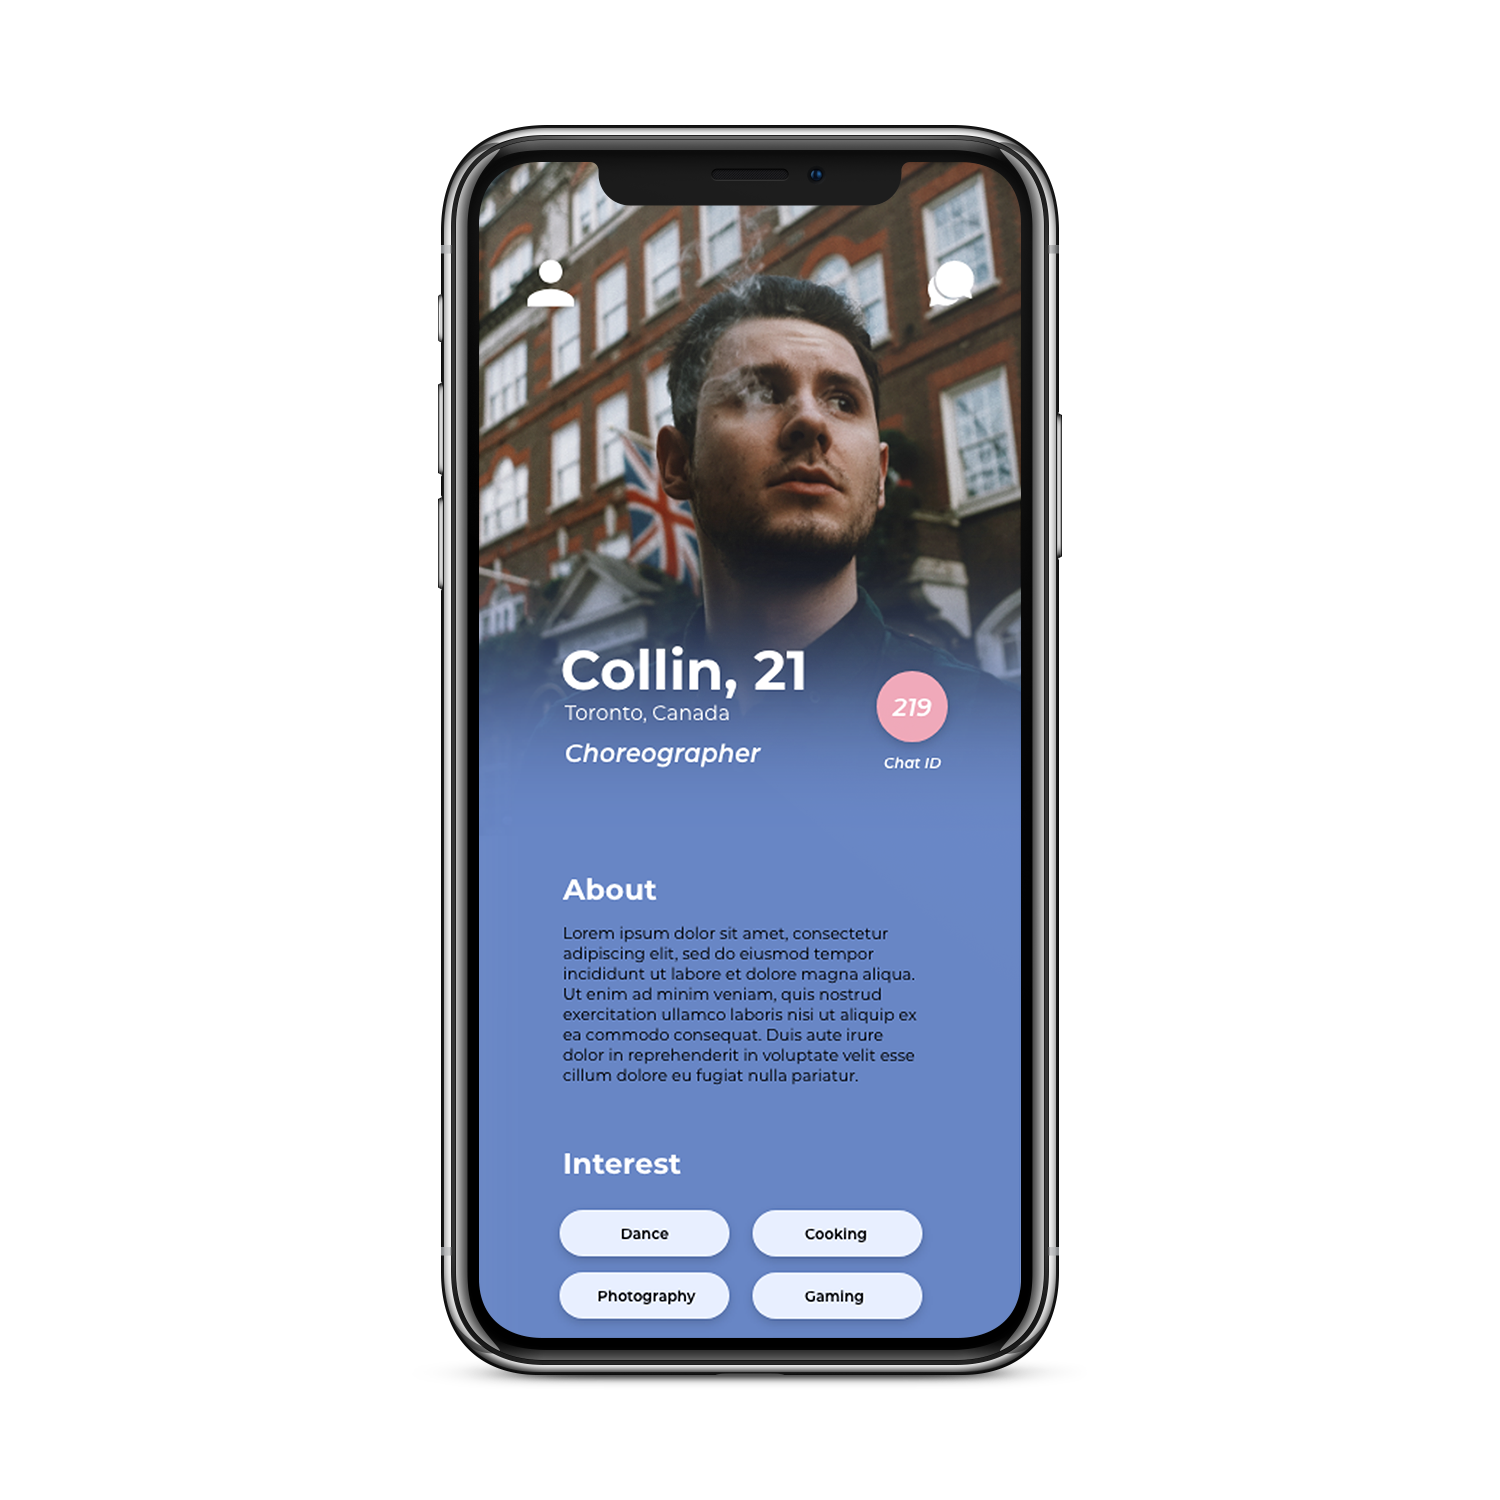 Collin, 21
Toronto, Canada
Choreographer
219
Chat ID
About
Lorem ipsum dolor sit amet, consectetur
adipiscing elit, sed do eiusmod tempor
incididunt ut labore et dolore magna aliqua.
Ut enim ad minim veniam, quis nostrud
exercitation ullamco laboris nisi ut aliquip ex
ea commodo consequat. Duis aute irure
dolor in reprehenderit in voluptate velit esse
cillum dolore eu fugiat nulla pariatur.
Interest
Dance
Cooking
Photography
Gaming